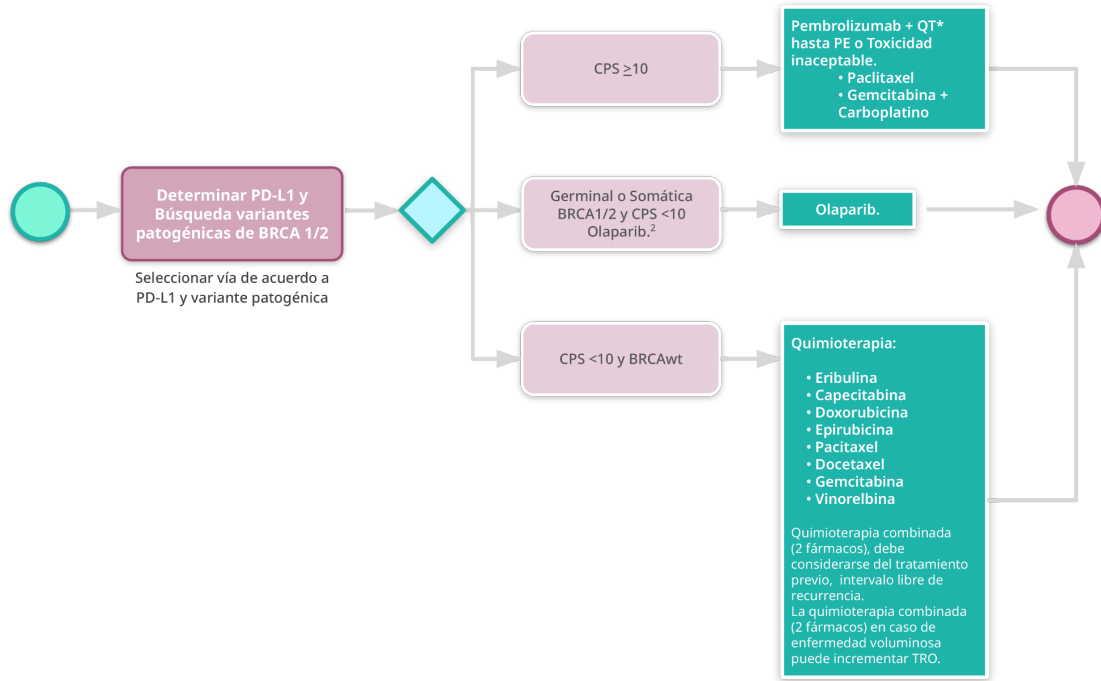 Determinar PD-L1 y
Búsqueda variantes
patogénicas de BRCA 1/2
Seleccionar vía de acuerdo a
PD-L1 y variante patogénica
CPS ≥10
Pembrolizumab + QT*
hasta PE o Toxicidad
inaceptable.
• Paclitaxel
• Gemcitabina +
Carboplatino
Germinal o Somática
BRCA1/2 y CPS <10
Olaparib.²
Olaparib.
CPS <10 y BRCAwt
Quimioterapia:
• Eribulina
• Capecitabina
• Doxorubicina
• Epirubicina
• Pacitaxel
• Docetaxel
• Gemcitabina
• Vinorelbina
Quimioterapia combinada
(2 fármacos), debe
considerarse del tratamiento
previo, intervalo libre de
recurrencia.
La quimioterapia combinada
(2 fármacos) en caso de
enfermedad voluminosa
puede incrementar TRO.